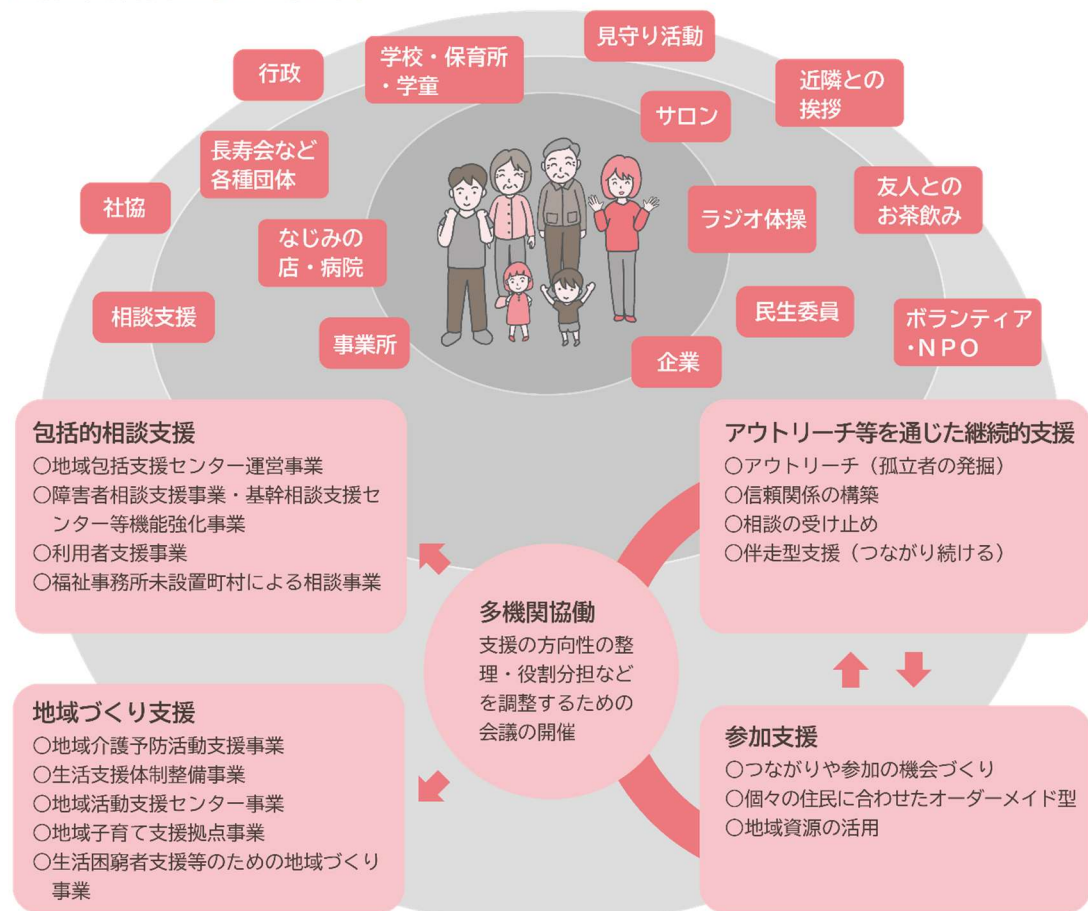 見守り活動
学校・保育所
・学童
行政
近隣との
挨拶
サロン
長寿会など
各種団体
友人との
お茶飲み
社協
ラジオ体操
なじみの
店・病院
相談支援
民生委員
ボランティア
・NPO
事業所
企業
包括的相談支援
○地域包括支援センター運営事業
○障害者相談支援事業・基幹相談支援セ
ンター等機能強化事業
○利用者支援事業
○福祉事務所未設置町村による相談事業
アウトリーチ等を通じた継続的支援
○アウトリーチ（孤立者の発掘）
○信頼関係の構築
○相談の受け止め
○伴走型支援（つながり続ける）
多機関協働
支援の方向性の整
理・役割分担など
を調整するための
会議の開催
地域づくり支援
○地域介護予防活動支援事業
○生活支援体制整備事業
○地域活動支援センター事業
○地域子育て支援拠点事業
○生活困窮者支援等のための地域づくり
事業
参加支援
○つながりや参加の機会づくり
○個々の住民に合わせたオーダーメイド型
○地域資源の活用